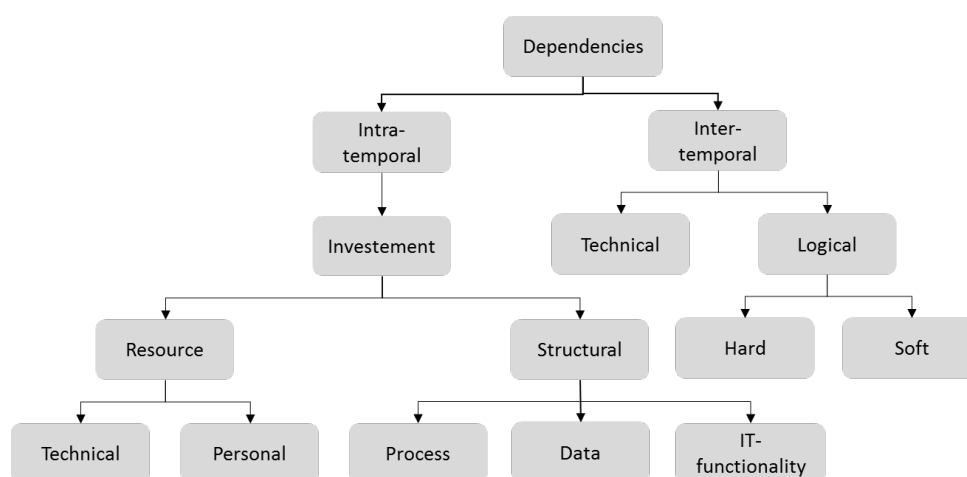 Dependencies
Intra-
temporal
Inter-
temporal
Investement
Technical
Logical
Resource
Structural
Hard
Soft
Technical
Personal
Process
Data
IT-
functionality